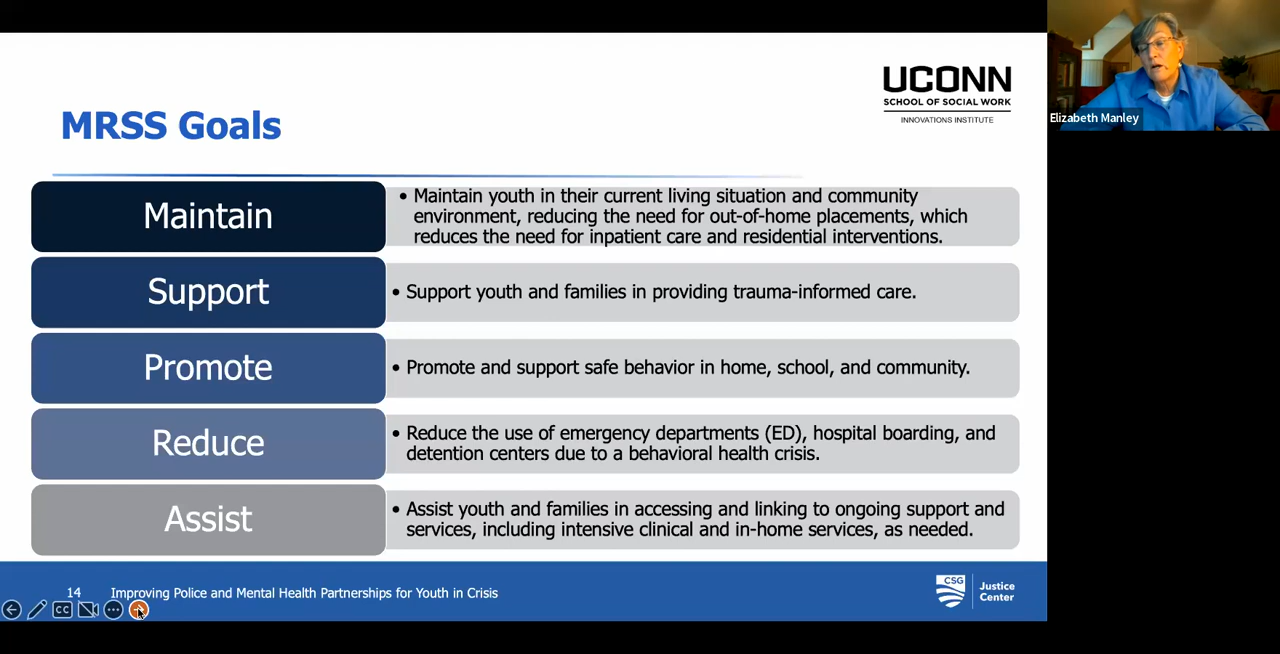 UCONN
SCHOOL OF SOCIAL WORK
INNOVATIONS INSTITUTE
Elizabeth Manley
MRSS Goals
Maintain
• Maintain youth in their current living situation and community
environment, reducing the need for out-of-home placements, which
reduces the need for inpatient care and residential interventions.
Support
• Support youth and families in providing trauma-informed care.
Promote
• Promote and support safe behavior in home, school, and community.
Reduce
• Reduce the use of emergency departments (ED), hospital boarding, and
detention centers due to a behavioral health crisis.
Assist
• Assist youth and families in accessing and linking to ongoing support and
services, including intensive clinical and in-home services, as needed.
14 Improving Police and Mental Health Partnerships for Youth in Crisis
CSG
Justice
Center
CC